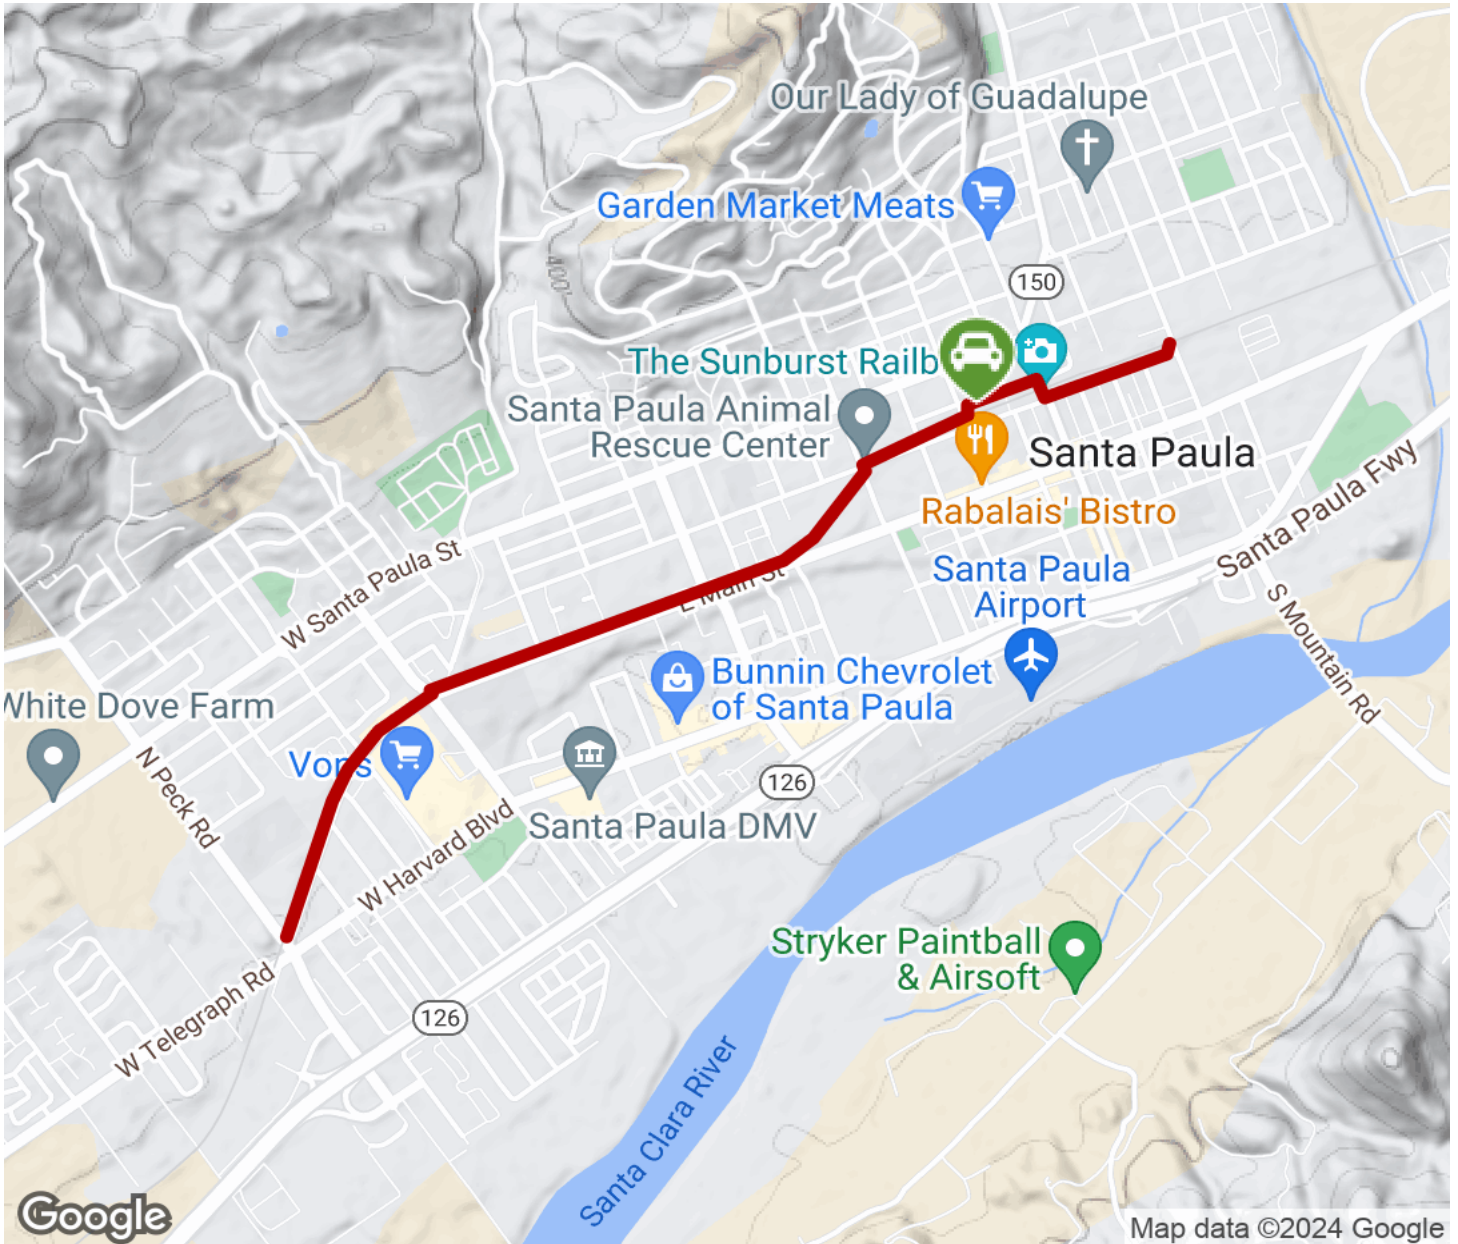 Our Lady of Guadalupe
Garden Market Meats
400'
150
The Sunburst Railb
Santa Paula Animal
Rescue Center
Santa Paula
Rabalais' Bistro
Santa Paula Fwy
W Santa Paula St
Santa Paula
Airport
E Main St
S Mountain Rd
Bunnin Chevrolet
of Santa Paula
White Dove Farm
Vons
N Peck Rd
126
Santa Paula DMV
W Harvard Blvd
Stryker Paintball
& Airsoft
W Telegraph Rd
126
Santa Clara River
Google
Map data ©2024 Google